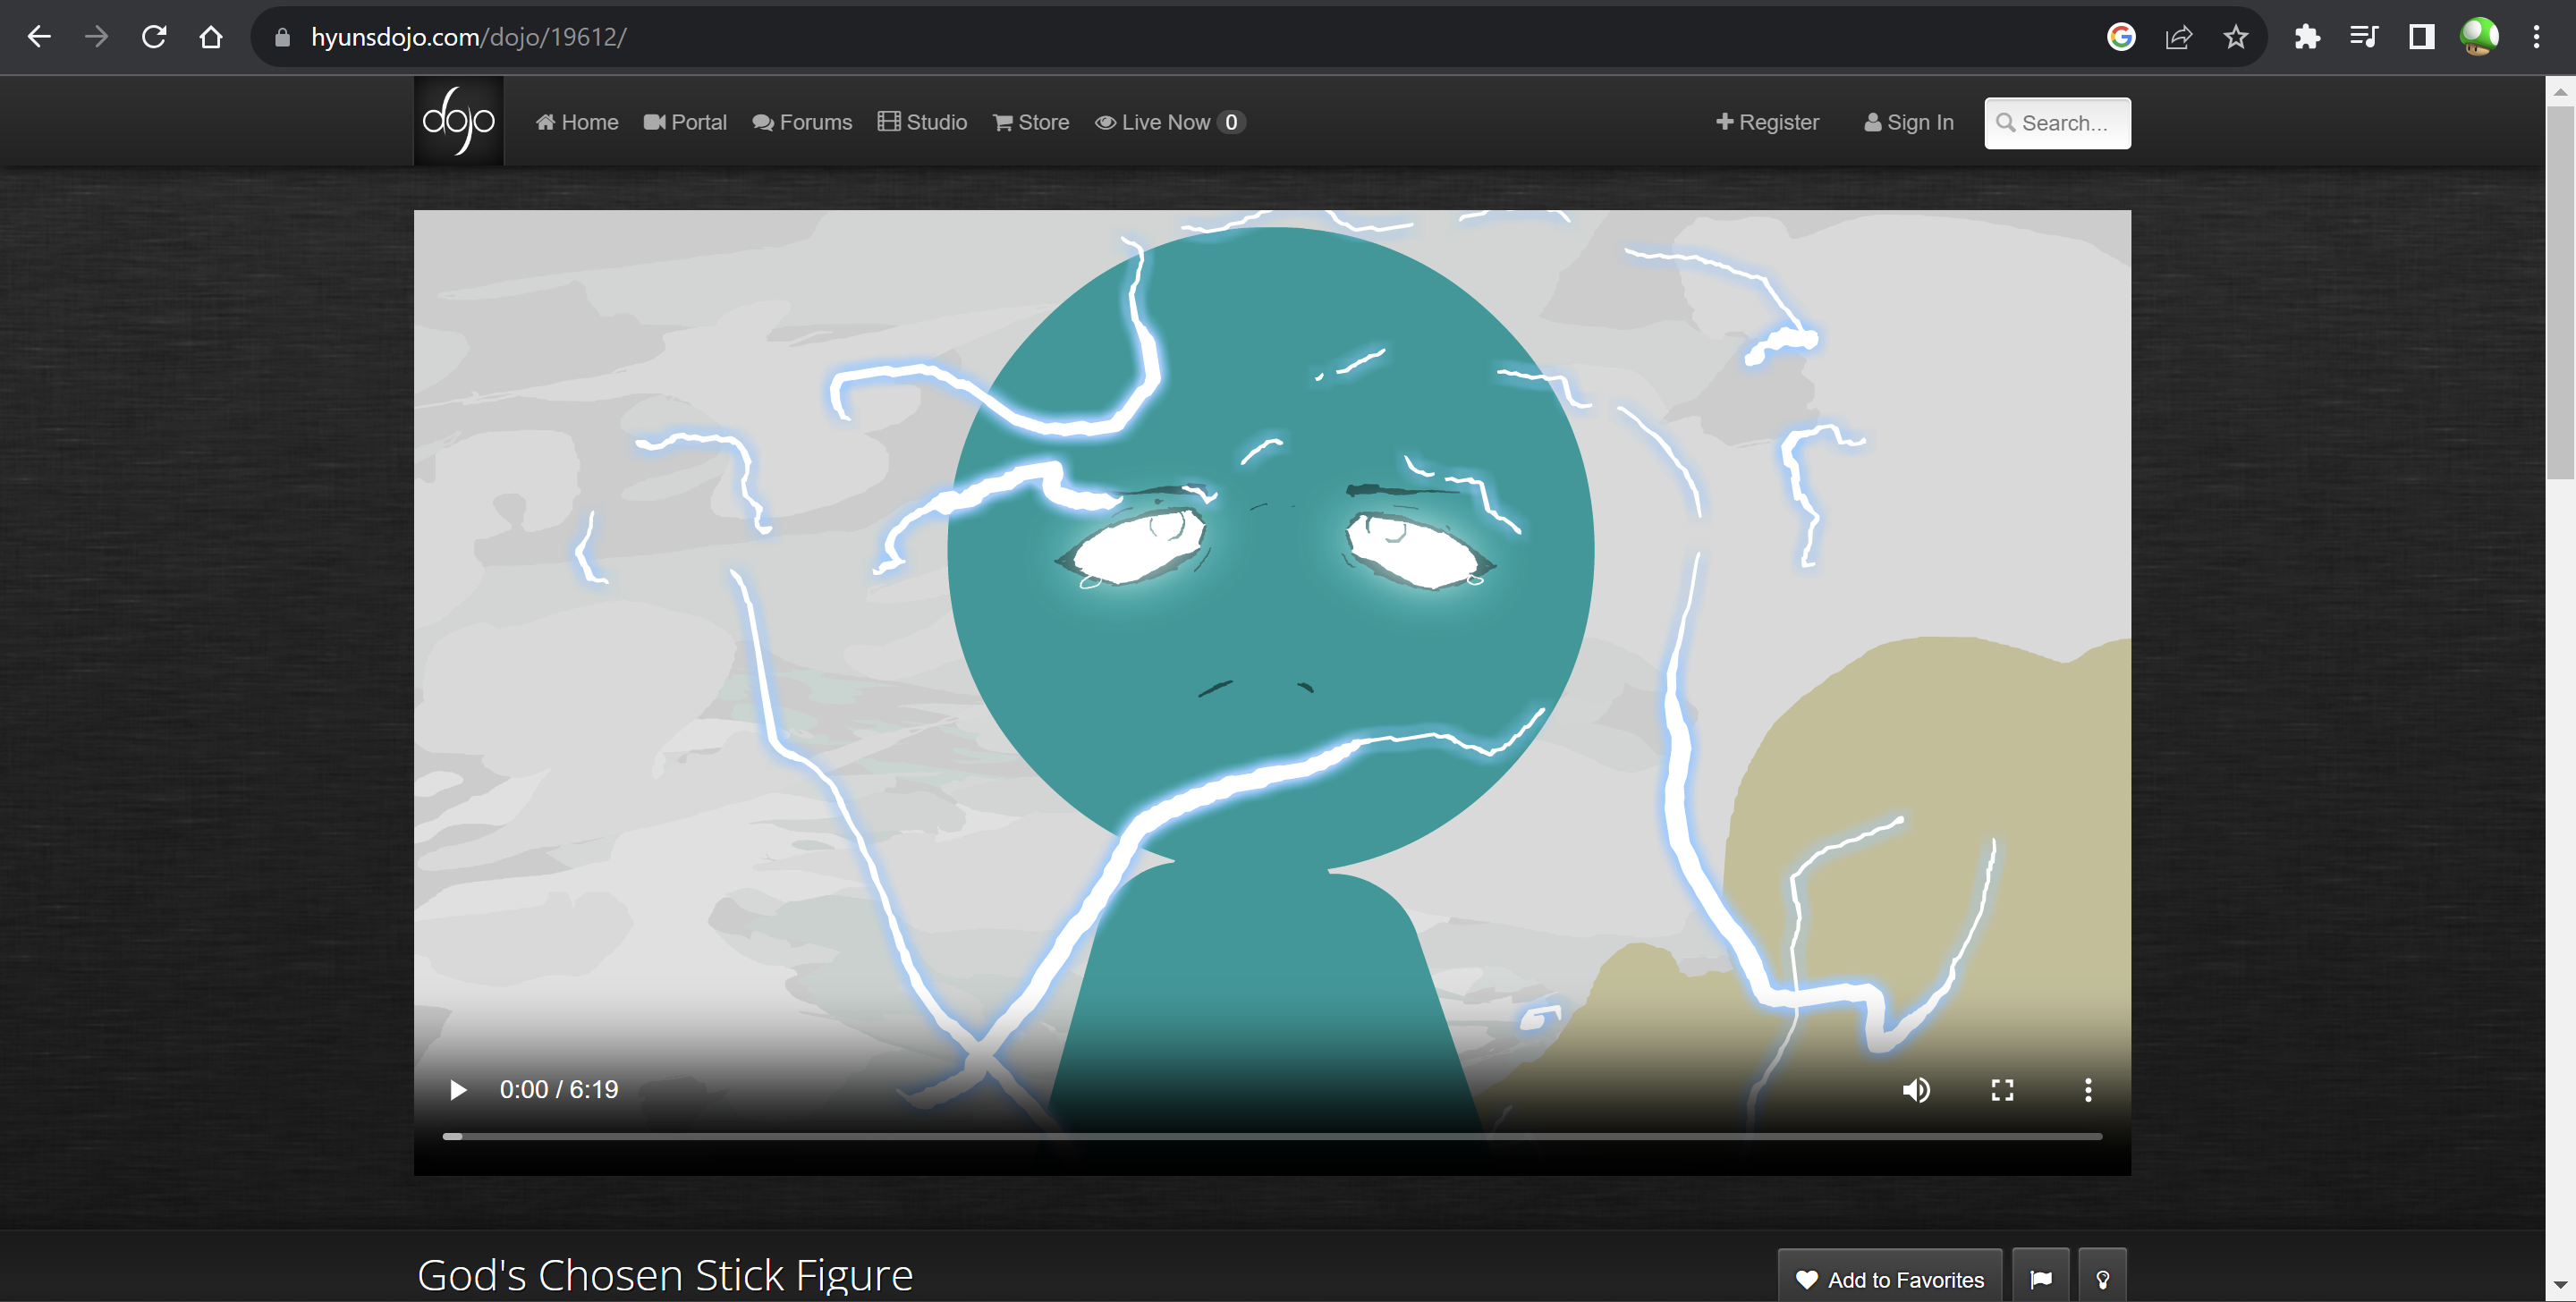 hyunsdojo.com/dojo/19612/
dojo
Home Portal Forums Studio Store Live Now 0 Register Sign In Search...
0:00 / 6:19
God's Chosen Stick Figure
Add to Favorites